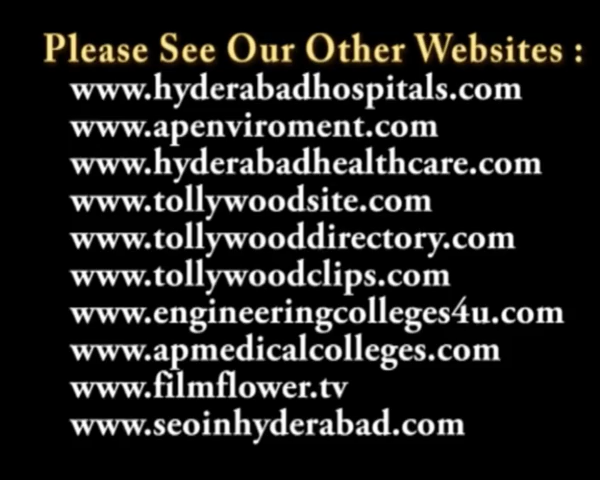 Please See Our Other Websites :
www.hyderabadhospitals.com
www.apenviroment.com
www.hyderabadhealthcare.com
www.tollywoodsite.com
www.tollywooddirectory.com
www.tollywoodclips.com
www.engineeringcolleges4u.com
www.apmedicalcolleges.com
www.filmflower.tv
www.seoinhyderabad.com